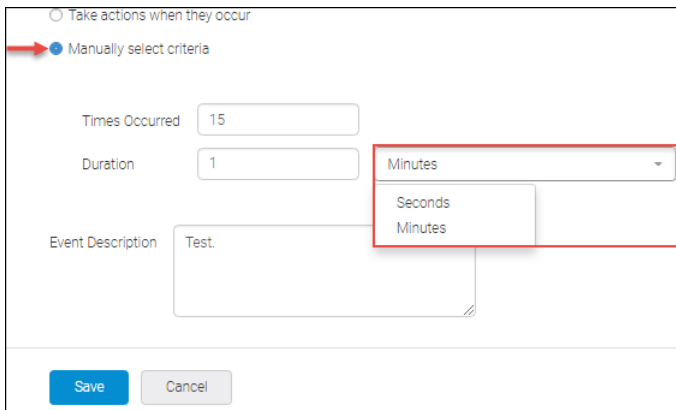 Take actions when they occur
Manually select criteria
Times Occurred 15
Duration 1 Minutes
Seconds
Minutes
Event Description Test.
Save Cancel